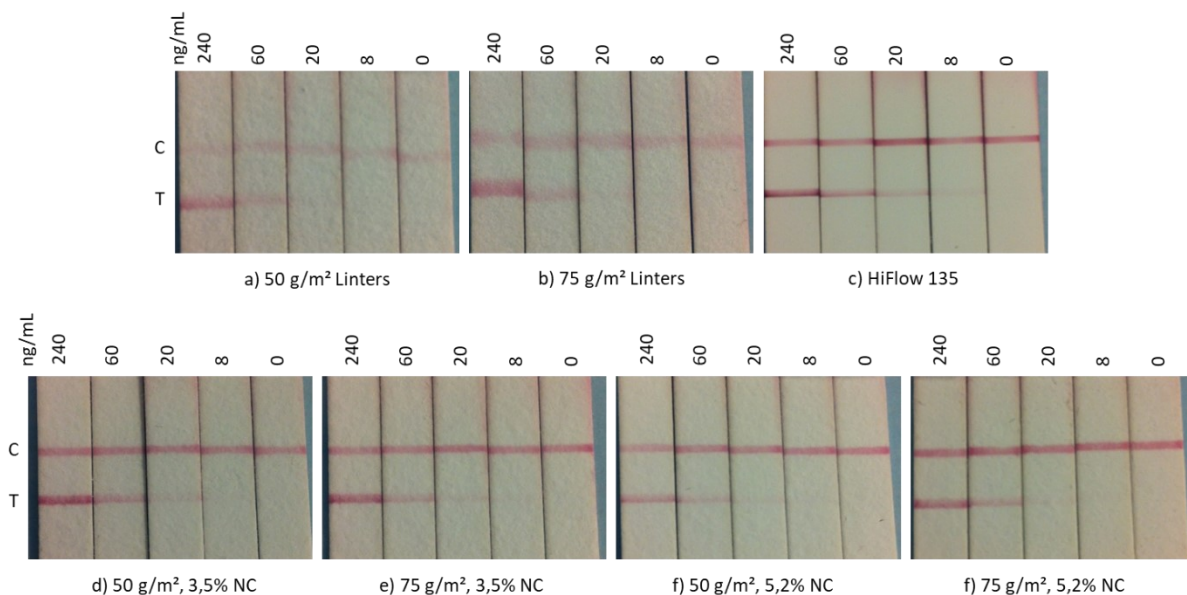 ng/mL
240 60 20 8 0
240 60 20 8 0
240 60 20 8 0
C
T
a) 50 g/m² Linters
b) 75 g/m² Linters
c) HiFlow 135
ng/mL
240 60 20 8 0
240 60 20 8 0
240 60 20 8 0
240 60 20 8 0
C
T
d) 50 g/m², 3,5% NC
e) 75 g/m², 3,5% NC
f) 50 g/m², 5,2% NC
f) 75 g/m², 5,2% NC